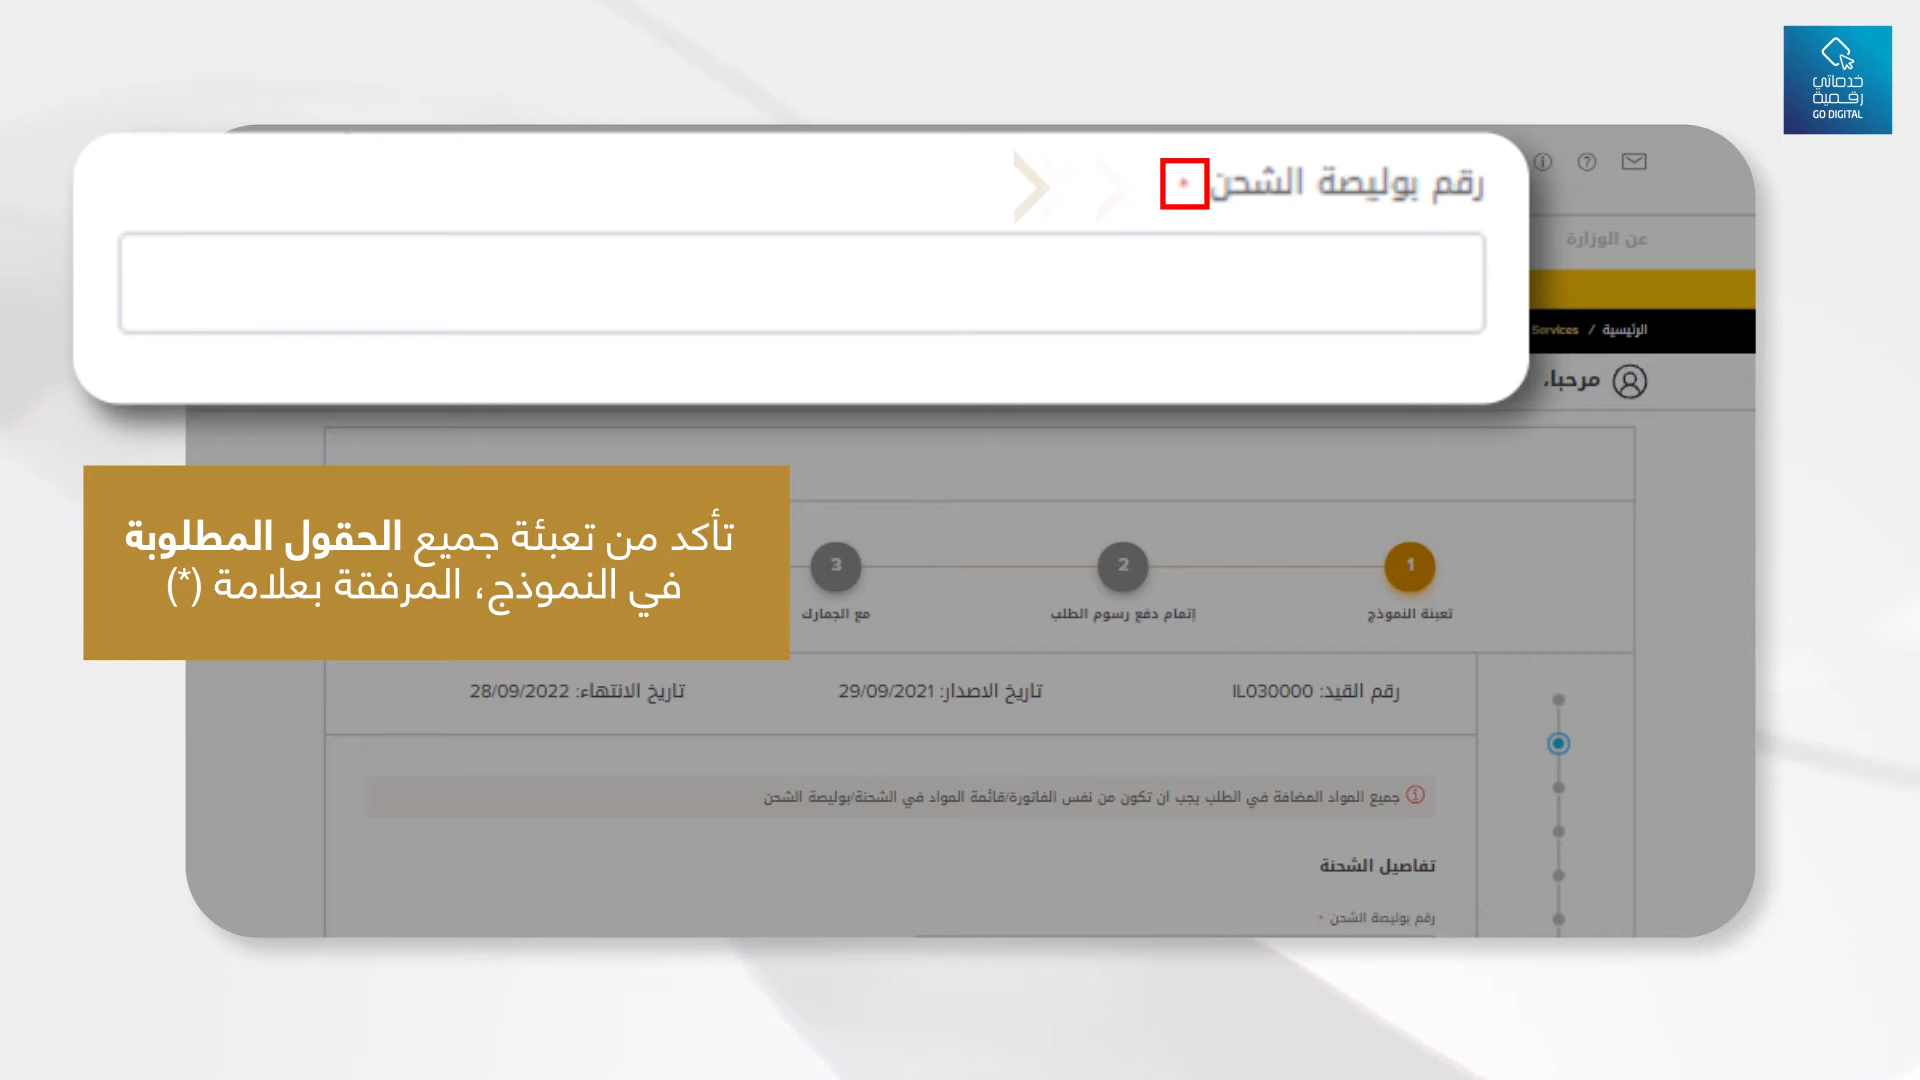 خدماتي
رقمية
GO DIGITAL
رقم بوليصة الشحن *
عن الوزارة
الرئيسية / Services
مرحبا،
تأكد من تعبئة جميع الحقول المطلوبة
في النموذج، المرفقة بعلامة (*)
1
2
3
تعبئة النموذج
إتمام دفع رسوم الطلب
مع الجمارك
رقم القيد: IL030000
تاريخ الاصدار: 29/09/2021
تاريخ الانتهاء: 28/09/2022
جميع المواد المضافة في الطلب يجب ان تكون من نفس الفاتورة/قائمة المواد في الشحنة/بوليصة الشحن
تفاصيل الشحنة
رقم بوليصة الشحن *